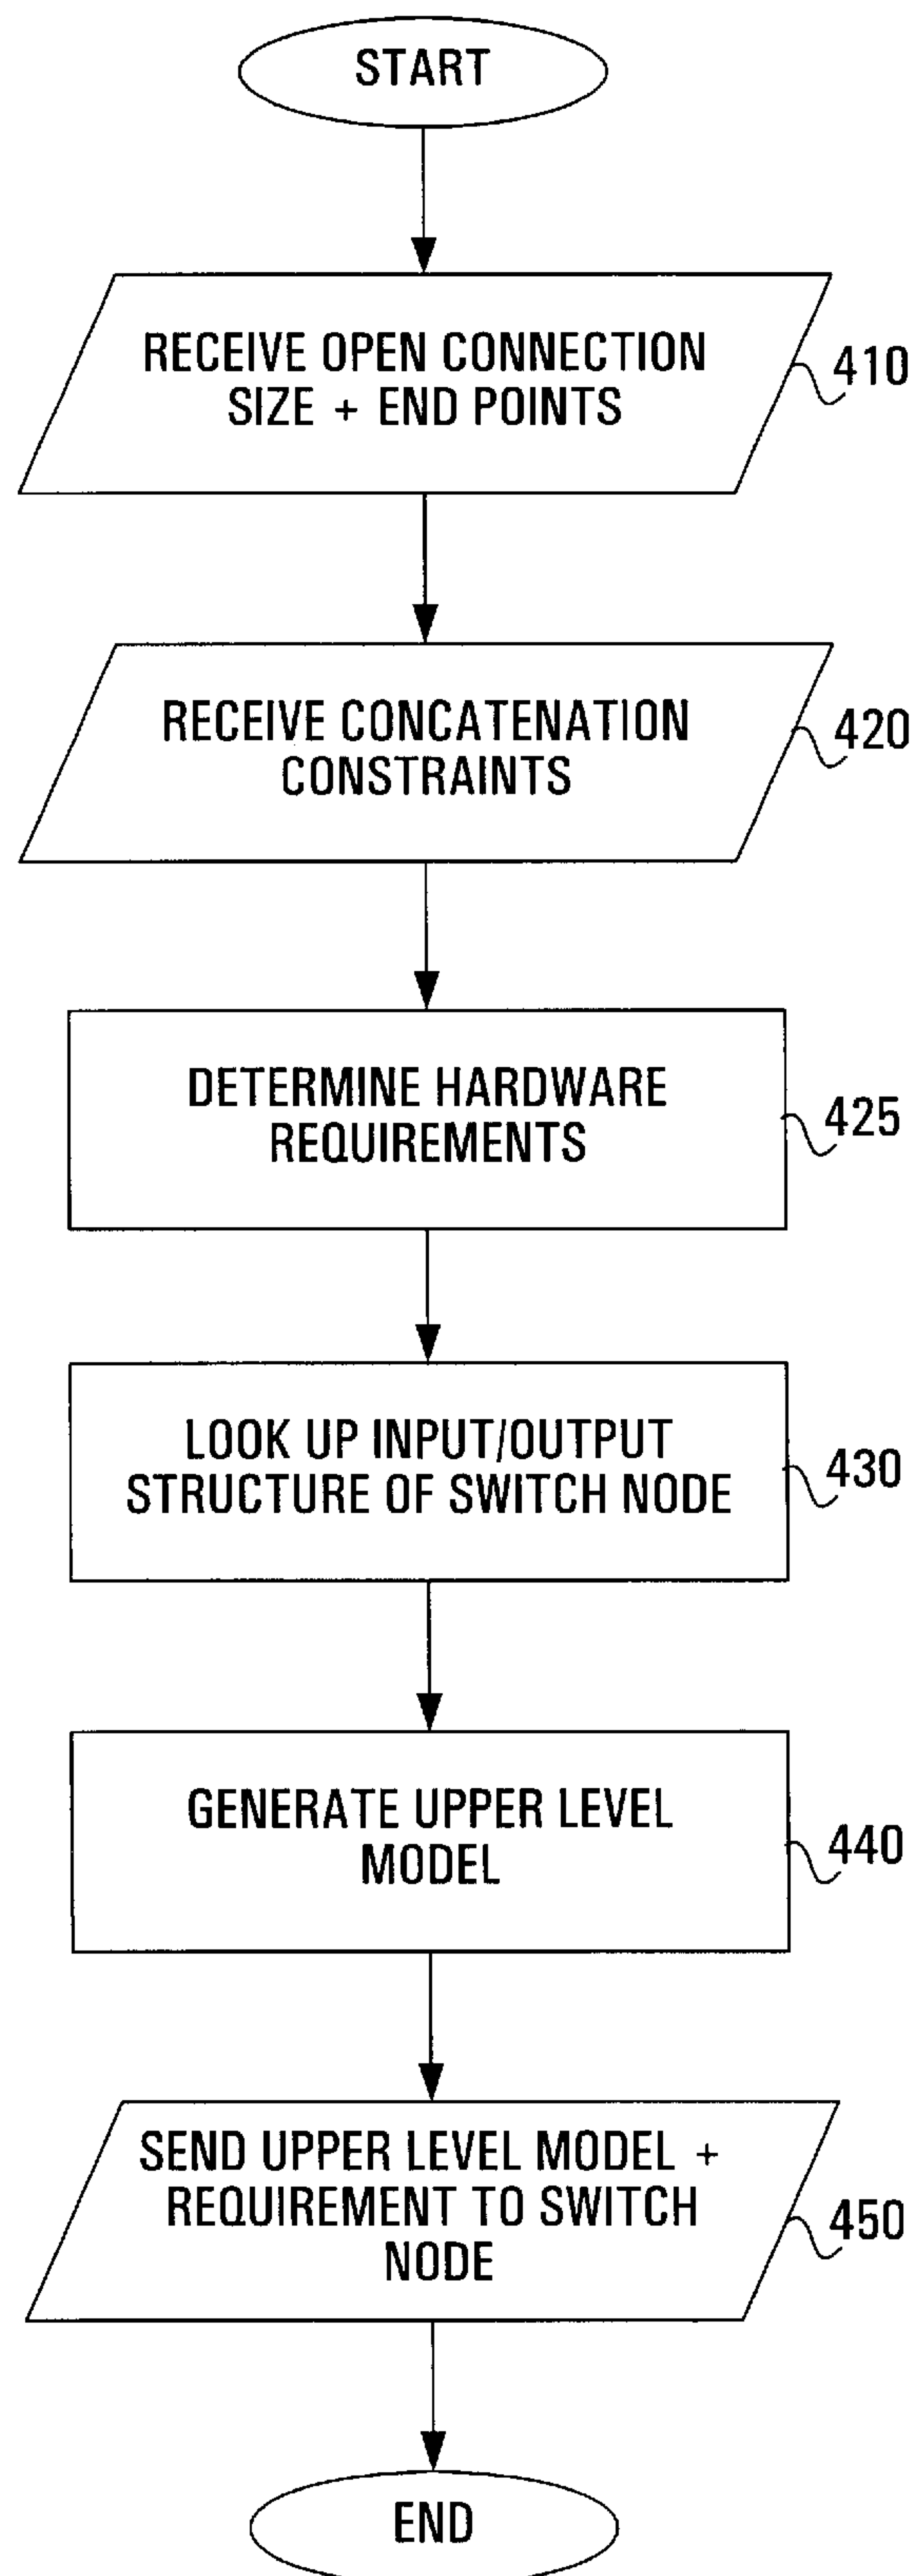 START
RECEIVE OPEN CONNECTION
SIZE + END POINTS
410
RECEIVE CONCATENATION
CONSTRAINTS
420
DETERMINE HARDWARE
REQUIREMENTS
425
LOOK UP INPUT/OUTPUT
STRUCTURE OF SWITCH NODE
430
GENERATE UPPER LEVEL
MODEL
440
SEND UPPER LEVEL MODEL +
REQUIREMENT TO SWITCH
NODE
450
END